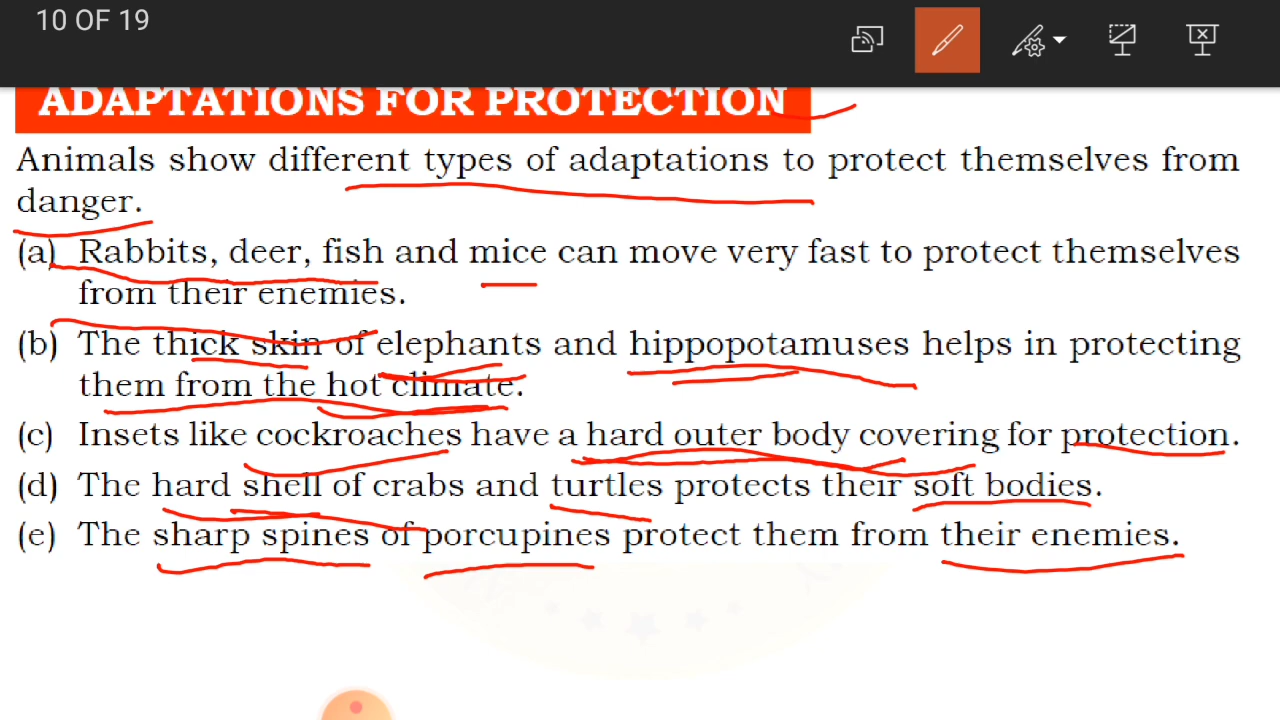 10 OF 19
ADAPTATIONS FOR PROTECTION
Animals show different types of adaptations to protect themselves from
danger.
(a) Rabbits, deer, fish and mice can move very fast to protect themselves
from their enemies.
(b) The thick skin of elephants and hippopotamuses helps in protecting
them from the hot climate.
(c) Insets like cockroaches have a hard outer body covering for protection.
(d) The hard shell of crabs and turtles protects their soft bodies.
(e) The sharp spines of porcupines protect them from their enemies.